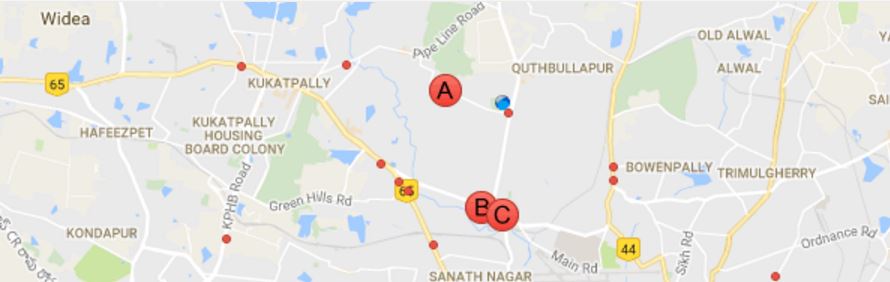 Widea
Pipe Line Road
OLD ALWAL
65
KUKATPALLY
A
QUTHBULLAPUR
ALWAL
HAFEEZPET
KUKATPALLY
HOUSING
BOARD COLONY
KPHB Road
Green Hills Rd
65
B
C
BOWENPALLY
TRIMULGHERRY
KONDAPUR
Main Rd
44
Sikh Rd
Ordnance Rd
SANATH NAGAR